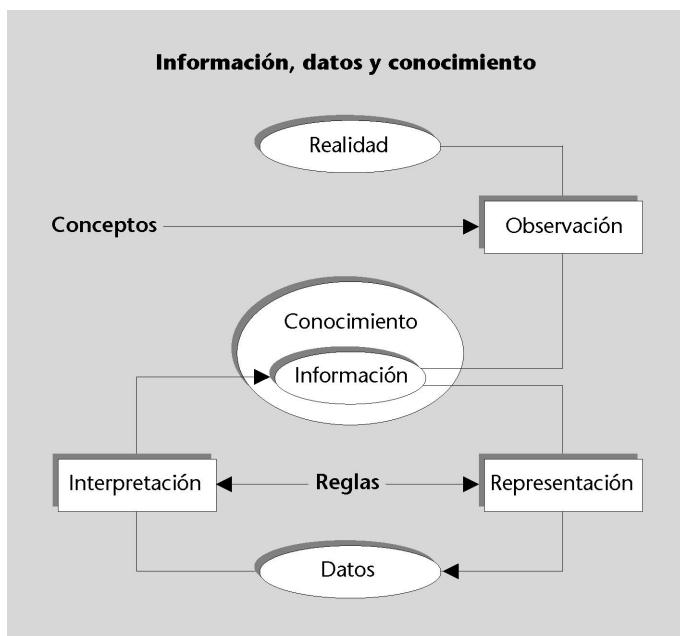 Información, datos y conocimiento
Realidad
Conceptos
Observación
Conocimiento
Información
Interpretación
Reglas
Representación
Datos